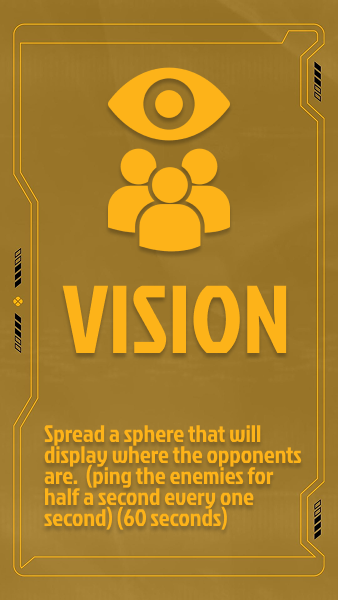 VISION
Spread a sphere that will
display where the opponents
are. (ping the enemies for
half a second every one
second) (60 seconds)